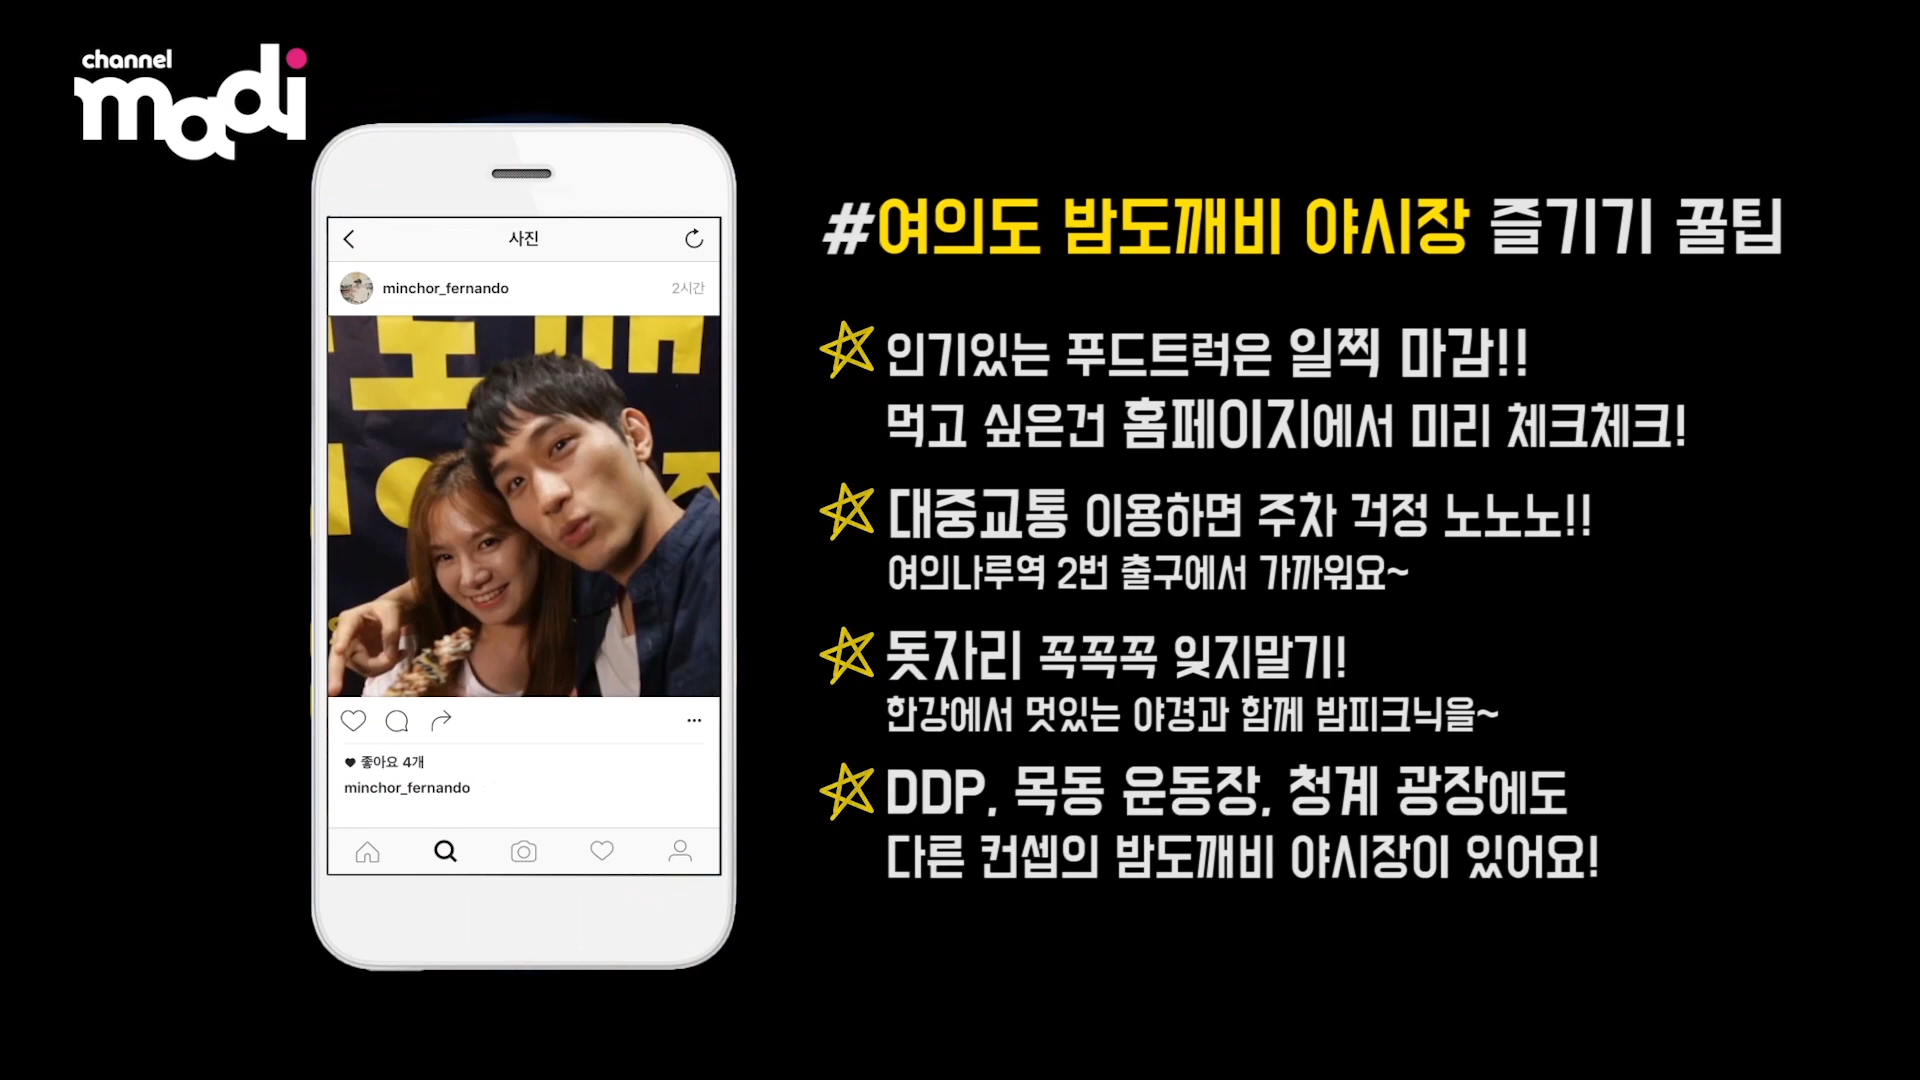 channel
madi
사진
minchor_fernando
2시간
좋아요 4개
minchor_fernando
#여의도 밤도깨비 야시장 즐기기 꿀팁
인기있는 푸드트럭은 일찍 마감!!
먹고 싶은건 홈페이지에서 미리 체크체크!
대중교통 이용하면 주차 걱정 노노노!!
여의나루역 2번 출구에서 가까워요~
돗자리 꼭꼭꼭 잊지말기!
한강에서 멋있는 야경과 함께 밤피크닉을~
DDP, 목동 운동장, 청계 광장에도
다른 컨셉의 밤도깨비 야시장이 있어요!